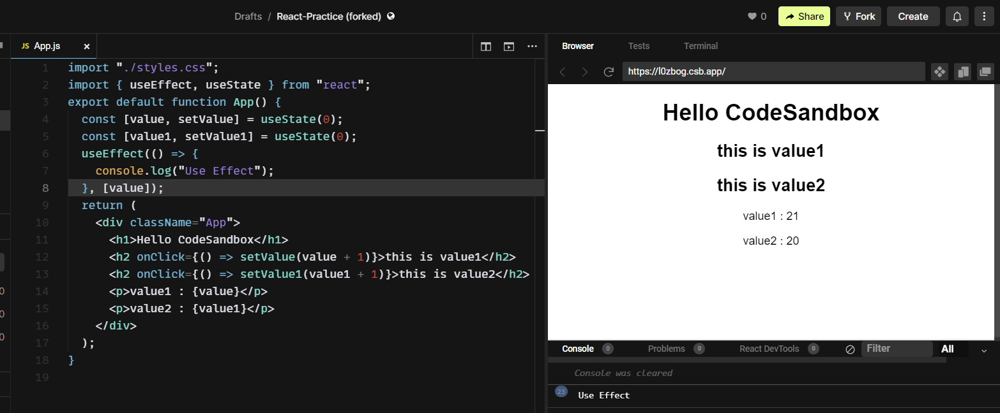 Drafts / React-Practice (forked) 0 Share Fork Create
JS App.js ×
1 import "./styles.css";
2 import { useEffect, useState } from "react";
3 export default function App() {
4 const [value, setValue] = useState(0);
5 const [value1, setValue1] = useState(0);
6 useEffect(() => {
7 console.log("Use Effect");
8 }, [value]);
9 return (
10 <div className="App">
11 <h1>Hello CodeSandbox</h1>
12 <h2 onClick={() => setValue(value + 1)}>this is value1</h2>
13 <h2 onClick={() => setValue1(value1 + 1)}>this is value2</h2>
14 <p>value1 : {value}</p>
15 <p>value2 : {value1}</p>
16 </div>
17 );
18 }
19
0
0
0
Browser Tests Terminal
https://l0zbog.csb.app/
Hello CodeSandbox
this is value1
this is value2
value1 : 21
value2 : 20
Console 0 Problems 0 React DevTools 0 Filter All
Console was cleared
23 Use Effect